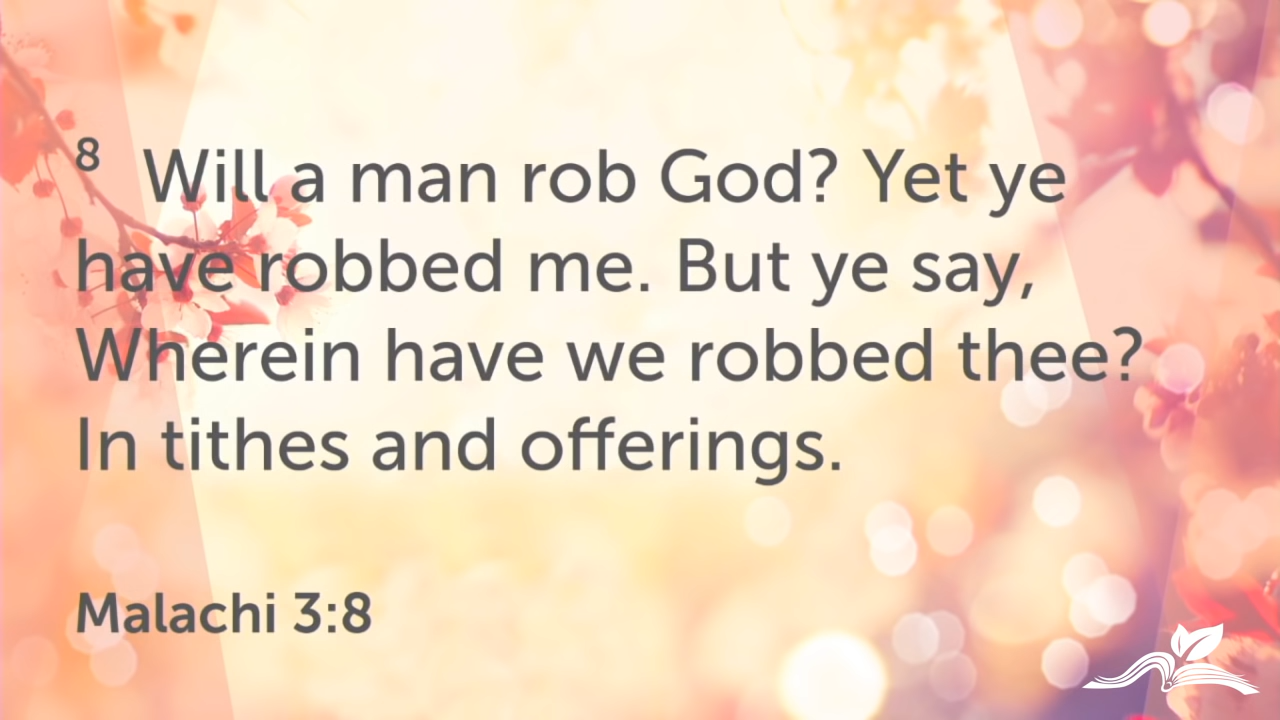 8 Will a man rob God? Yet ye
have robbed me. But ye say,
Wherein have we robbed thee?
In tithes and offerings.
Malachi 3:8